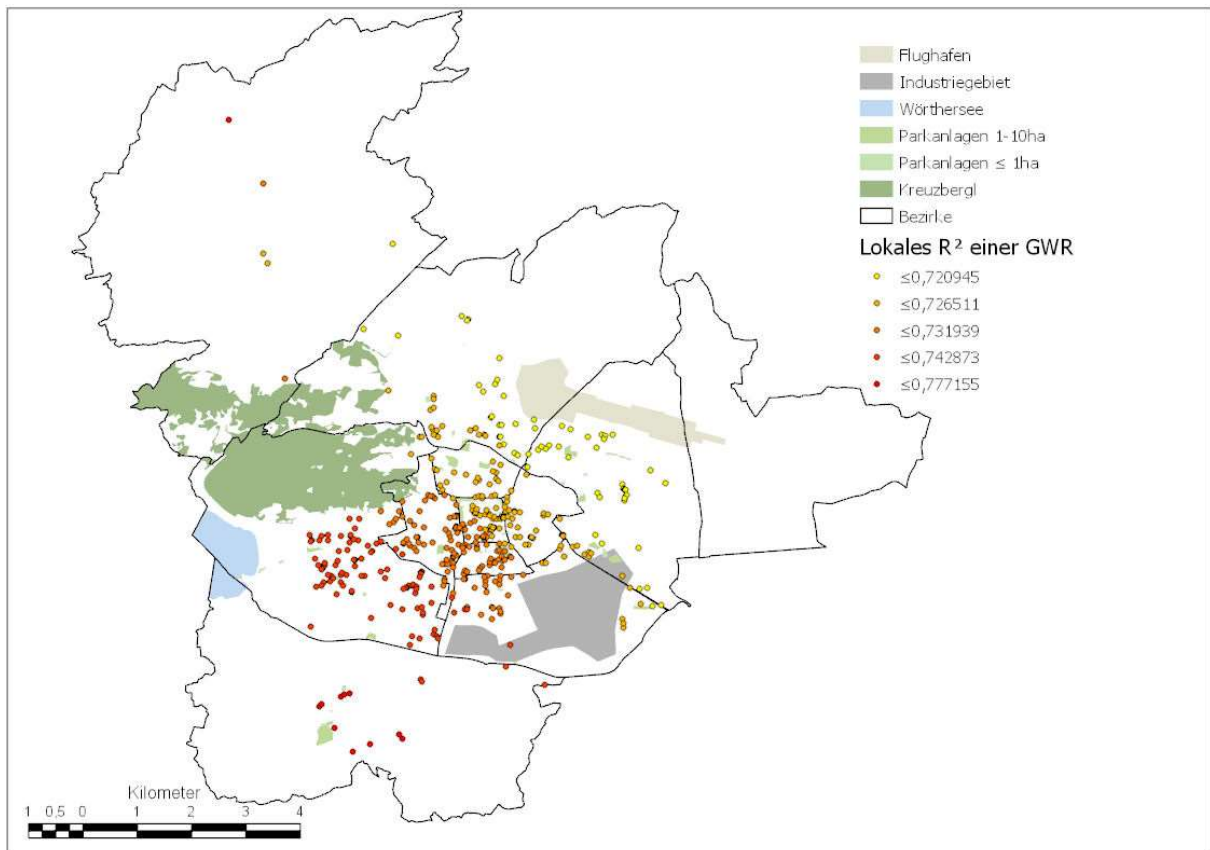 Flughafen
Industriegebiet
Wörthersee
Parkanlagen 1-10ha
Parkanlagen ≤ 1ha
Kreuzbergl
Bezirke
Lokales R² einer GWR
≤0,720945
≤0,726511
≤0,731939
≤0,742873
≤0,777155
Kilometer
1 0,5 0 1 2 3 4